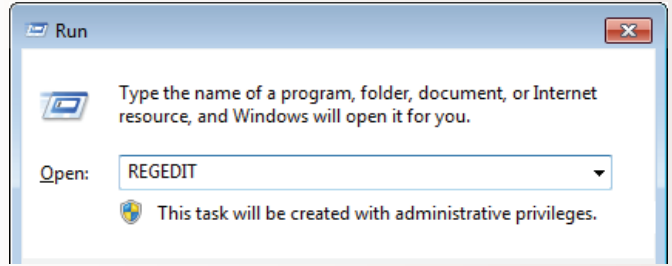 Run
Type the name of a program, folder, document, or Internet
resource, and Windows will open it for you.
Open: REGEDIT
This task will be created with administrative privileges.